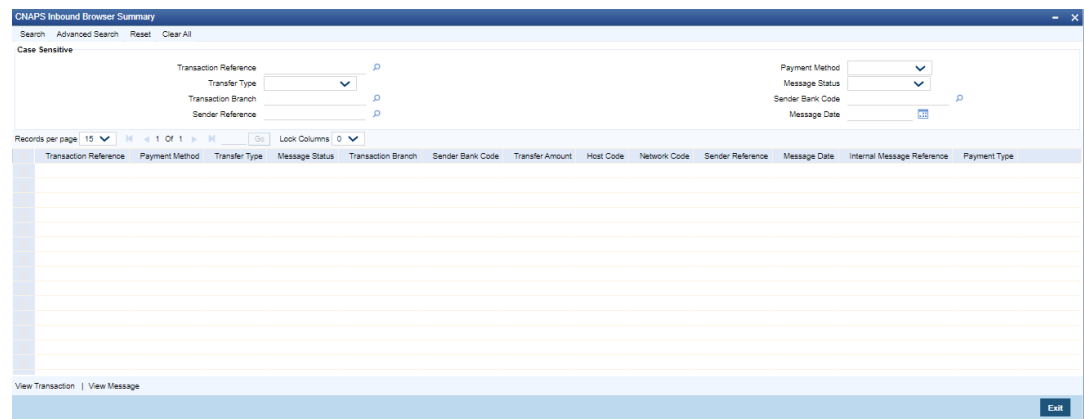 CNAPS Inbound Browser Summary
Search Advanced Search Reset Clear All
Case Sensitive
Transaction Reference
Payment Method
Transfer Type
Message Status
Transaction Branch
Sender Bank Code
Sender Reference
Message Date
Records per page 15 1 Of 1 Go Lock Columns 0
Transaction Reference Payment Method Transfer Type Message Status Transaction Branch Sender Bank Code Transfer Amount Host Code Network Code Sender Reference Message Date Internal Message Reference Payment Type
View Transaction | View Message
Exit